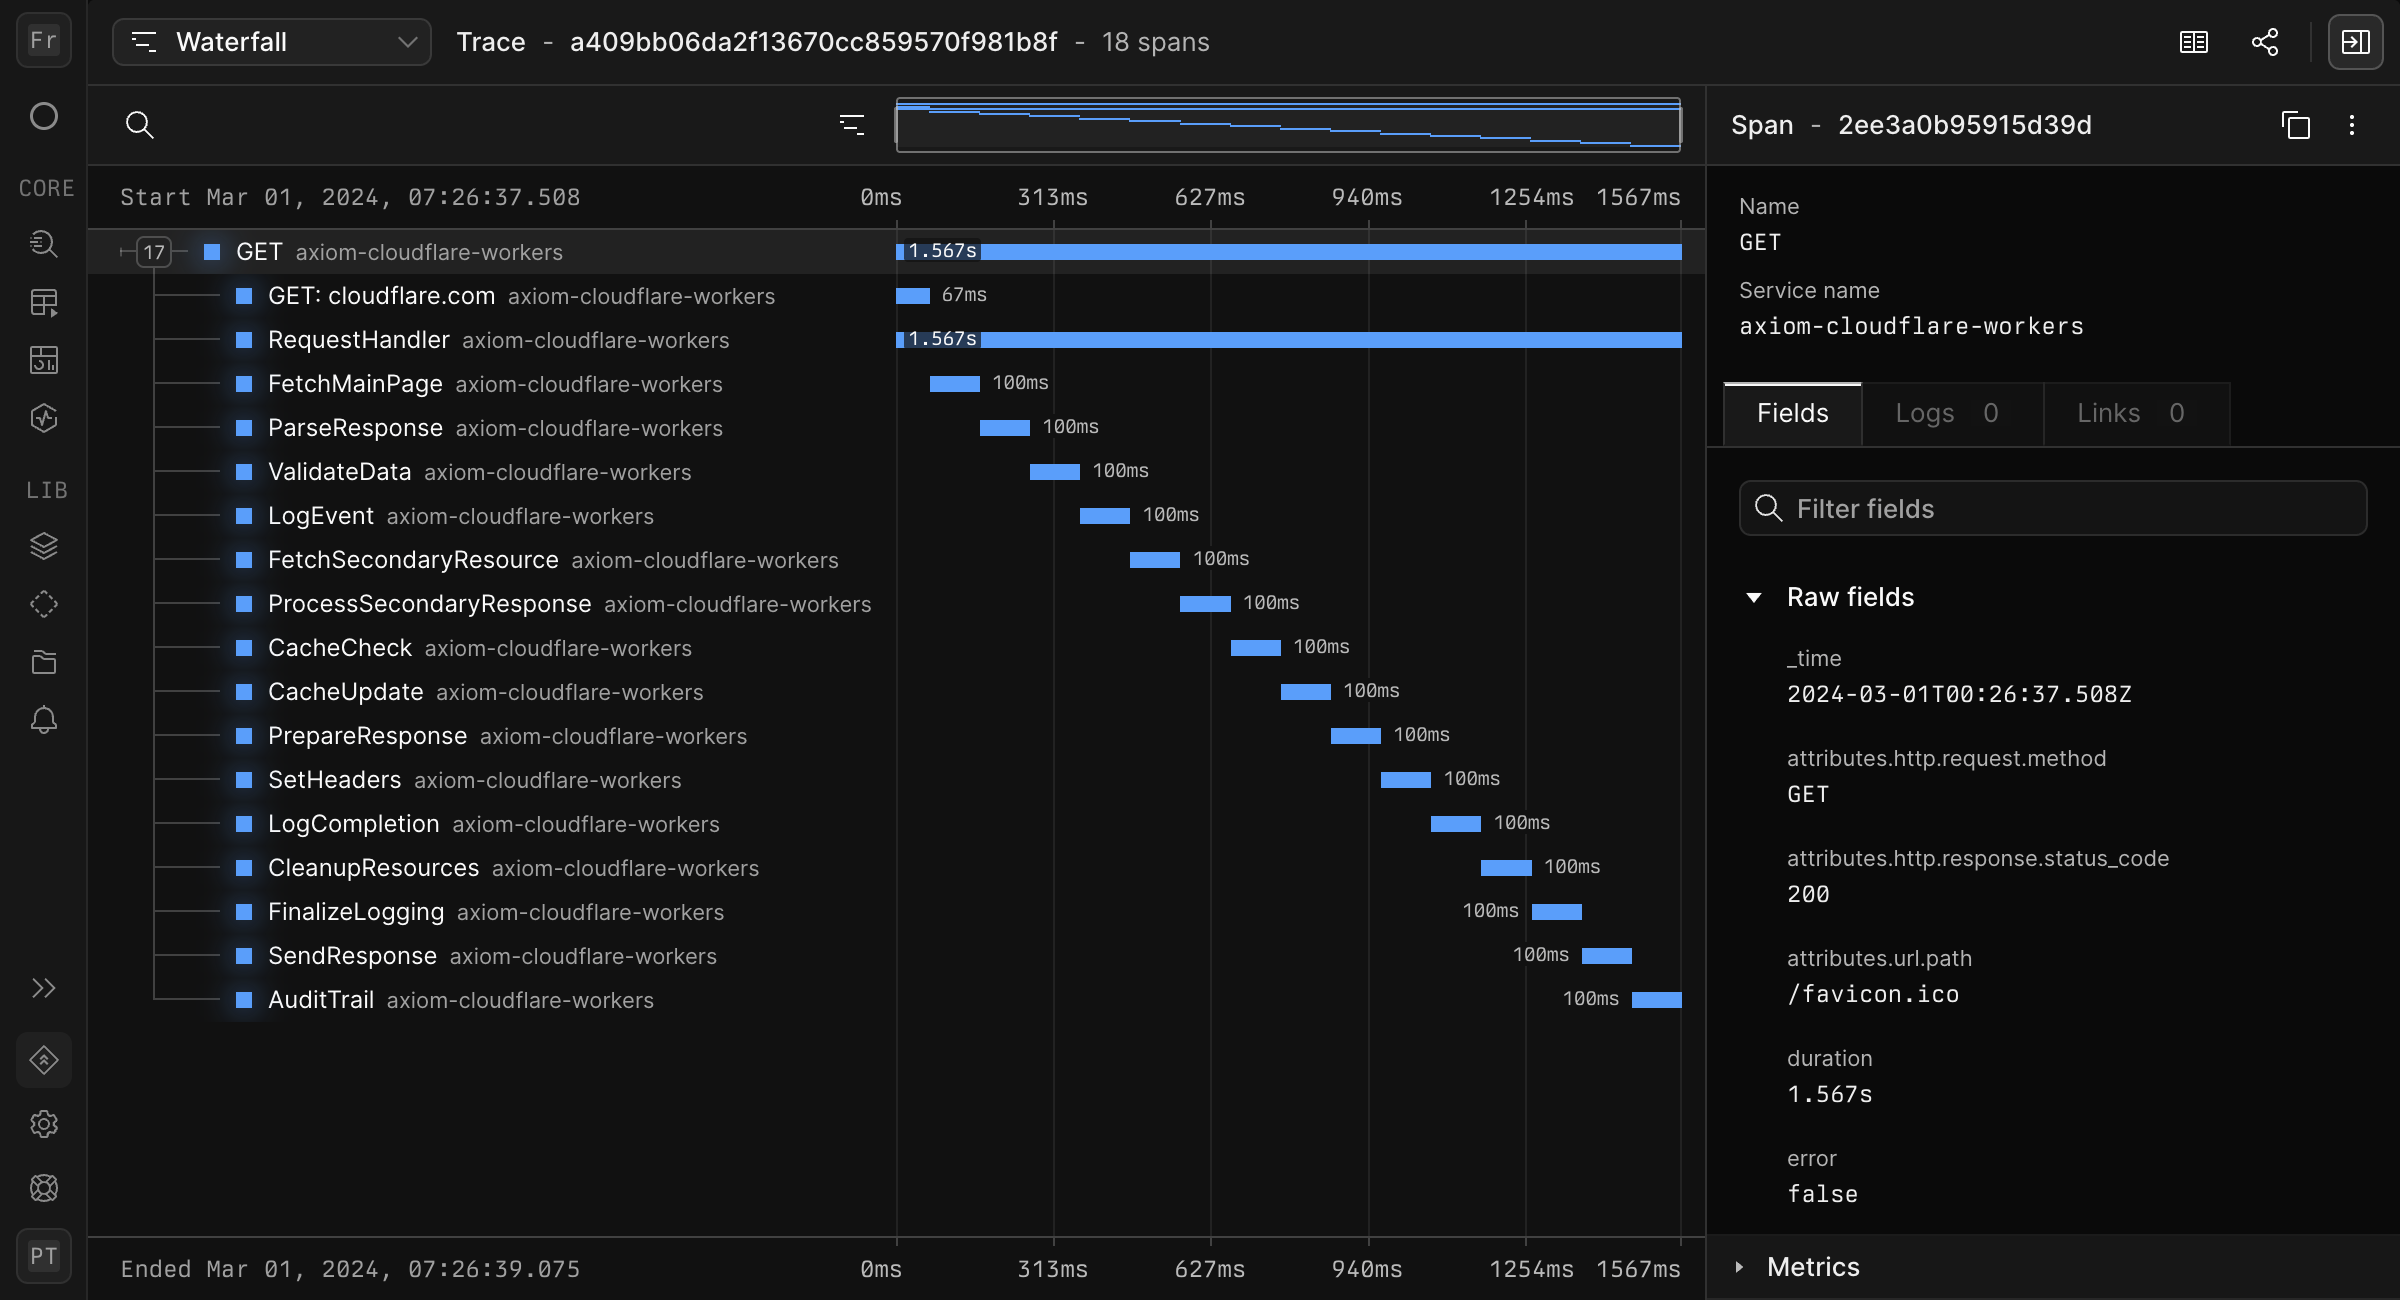 Fr
Waterfall
Trace - a409bb06da2f13670cc859570f981b8f - 18 spans
CORE
LIB
PT
Start Mar 01, 2024, 07:26:37.508
0ms 313ms 627ms 940ms 1254ms 1567ms
17 GET axiom-cloudflare-workers 1.567s
GET: cloudflare.com axiom-cloudflare-workers 67ms
RequestHandler axiom-cloudflare-workers 1.567s
FetchMainPage axiom-cloudflare-workers 100ms
ParseResponse axiom-cloudflare-workers 100ms
ValidateData axiom-cloudflare-workers 100ms
LogEvent axiom-cloudflare-workers 100ms
FetchSecondaryResource axiom-cloudflare-workers 100ms
ProcessSecondaryResponse axiom-cloudflare-workers 100ms
CacheCheck axiom-cloudflare-workers 100ms
CacheUpdate axiom-cloudflare-workers 100ms
PrepareResponse axiom-cloudflare-workers 100ms
SetHeaders axiom-cloudflare-workers 100ms
LogCompletion axiom-cloudflare-workers 100ms
CleanupResources axiom-cloudflare-workers 100ms
FinalizeLogging axiom-cloudflare-workers 100ms
SendResponse axiom-cloudflare-workers 100ms
AuditTrail axiom-cloudflare-workers 100ms
Ended Mar 01, 2024, 07:26:39.075
0ms 313ms 627ms 940ms 1254ms 1567ms
Span - 2ee3a0b95915d39d
Name
GET
Service name
axiom-cloudflare-workers
Fields Logs 0 Links 0
Filter fields
Raw fields
_time
2024-03-01T00:26:37.508Z
attributes.http.request.method
GET
attributes.http.response.status_code
200
attributes.url.path
/favicon.ico
duration
1.567s
error
false
Metrics